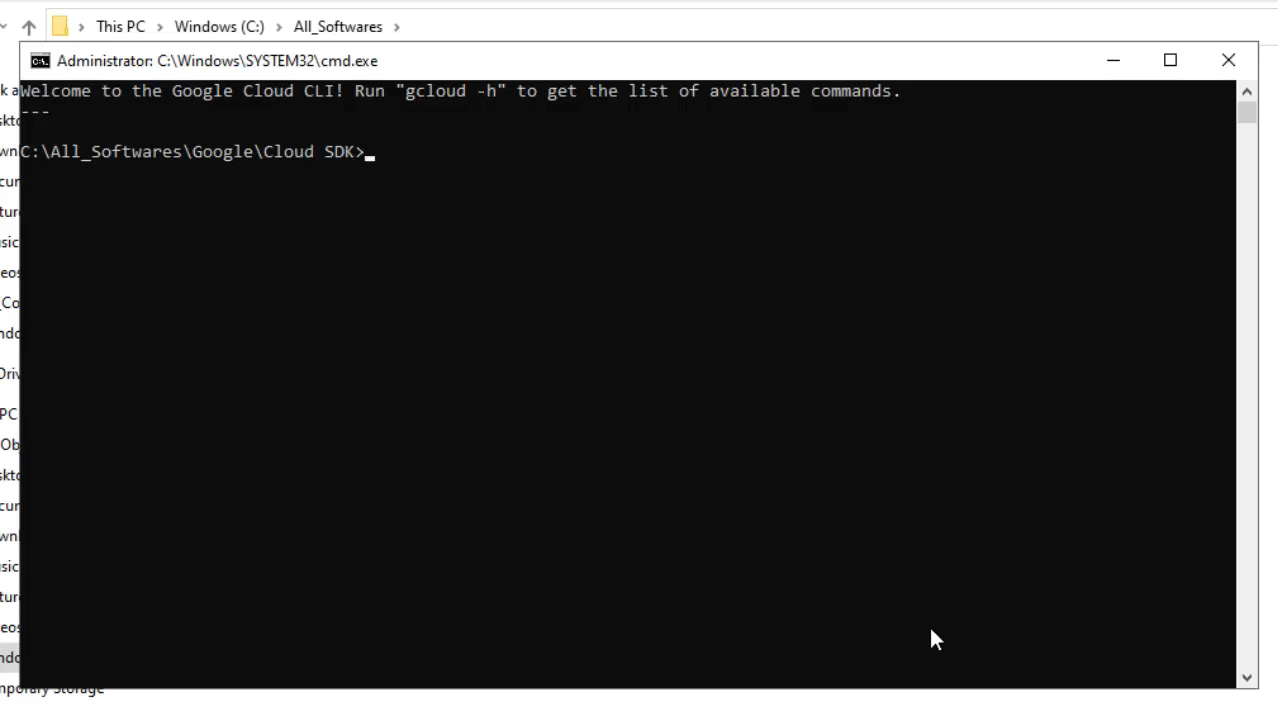 This PC > Windows (C:) > All_Softwares >
Administrator: C:\Windows\SYSTEM32\cmd.exe
Welcome to the Google Cloud CLI! Run "gcloud -h" to get the list of available commands.
---
C:\All_Softwares\Google\Cloud SDK>